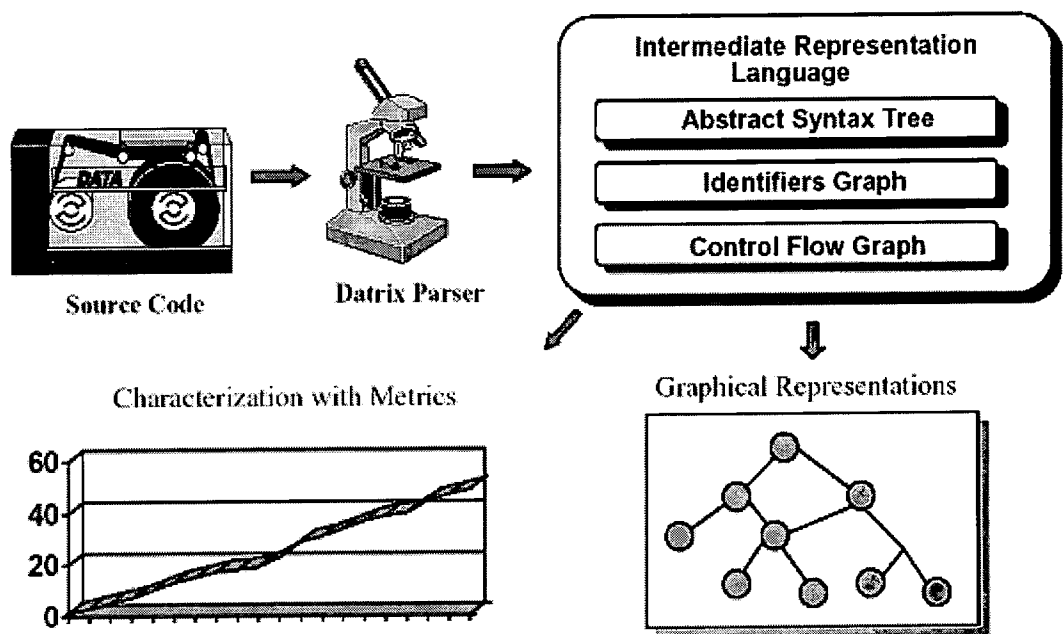 Intermediate Representation
Language
Abstract Syntax Tree
Identifiers Graph
Control Flow Graph
DATA
Source Code
Datrix Parser
Characterization with Metrics
Graphical Representations
60
40
20
0